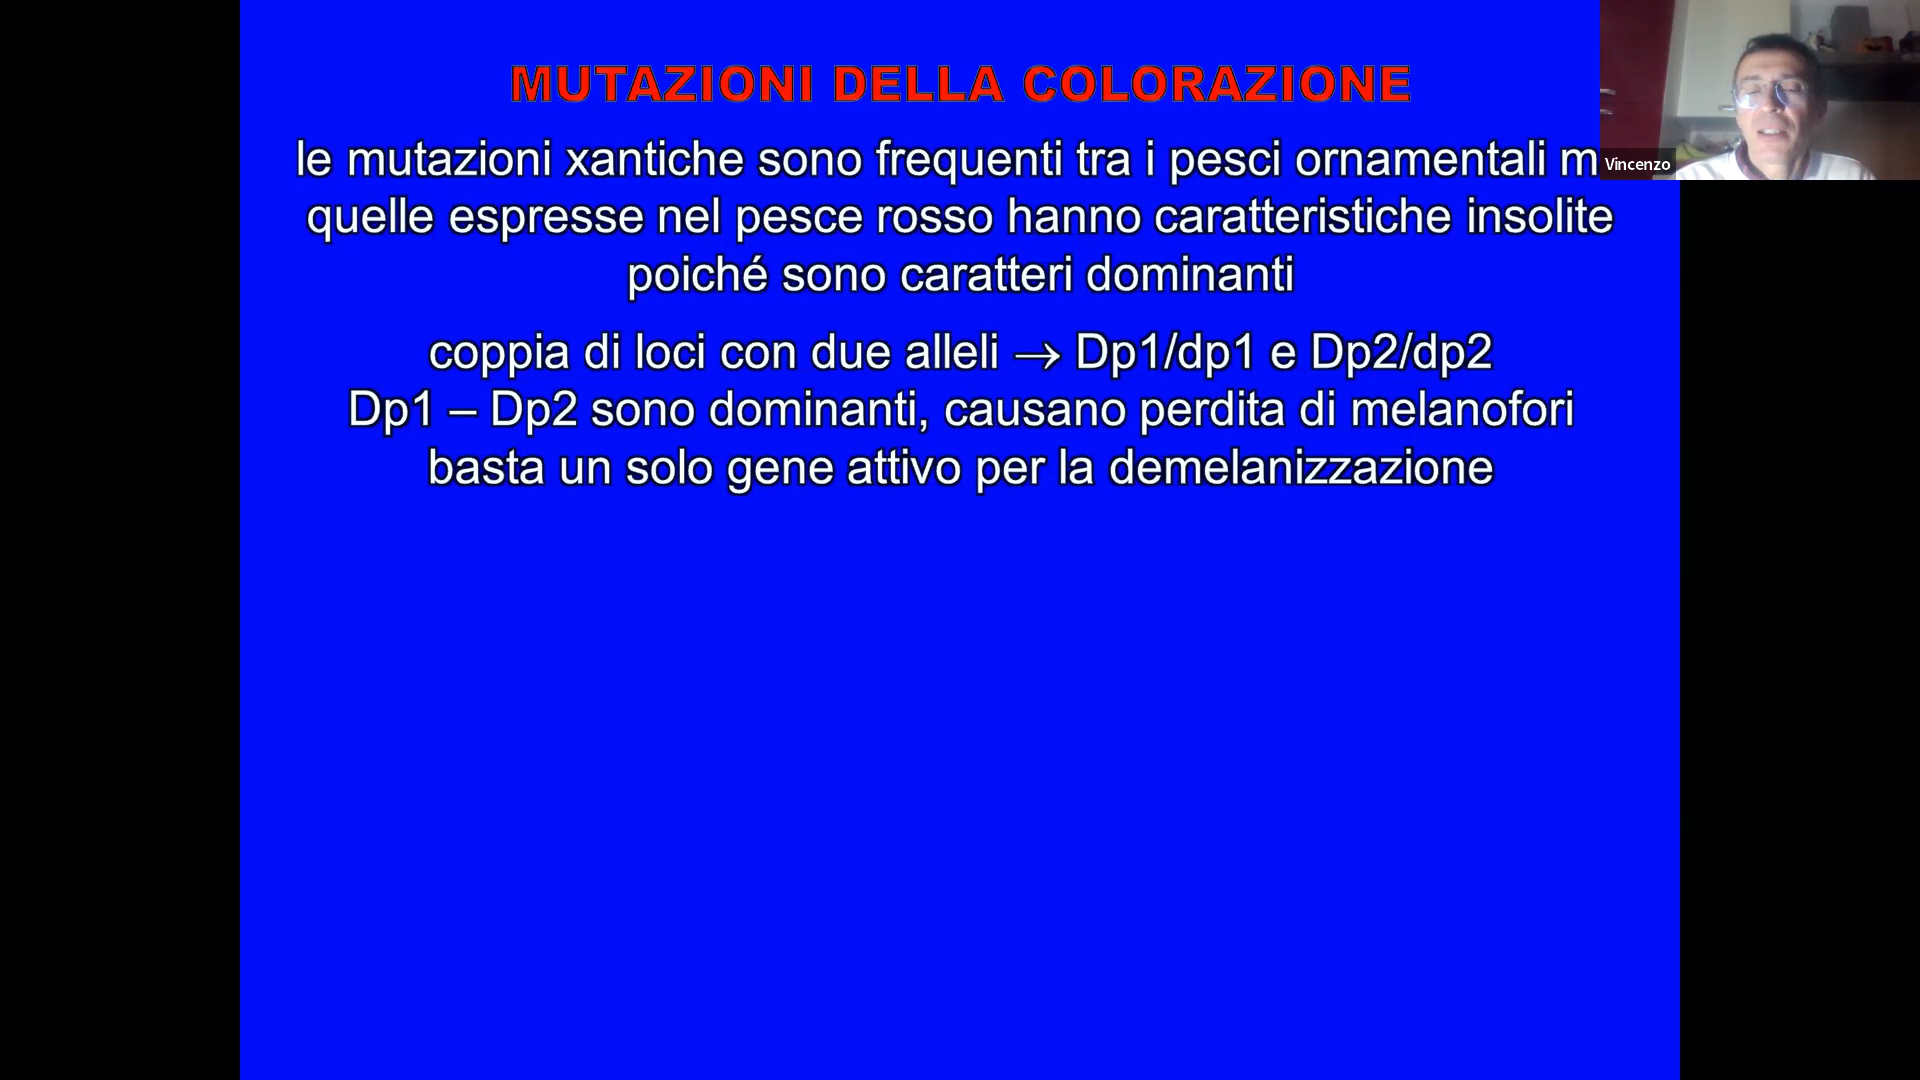 MUTAZIONI DELLA COLORAZIONE
le mutazioni xantiche sono frequenti tra i pesci ornamentali m
quelle espresse nel pesce rosso hanno caratteristiche insolite
poiché sono caratteri dominanti
coppia di loci con due alleli → Dp1/dp1 e Dp2/dp2
Dp1 – Dp2 sono dominanti, causano perdita di melanofori
basta un solo gene attivo per la demelanizzazione
Vincenzo